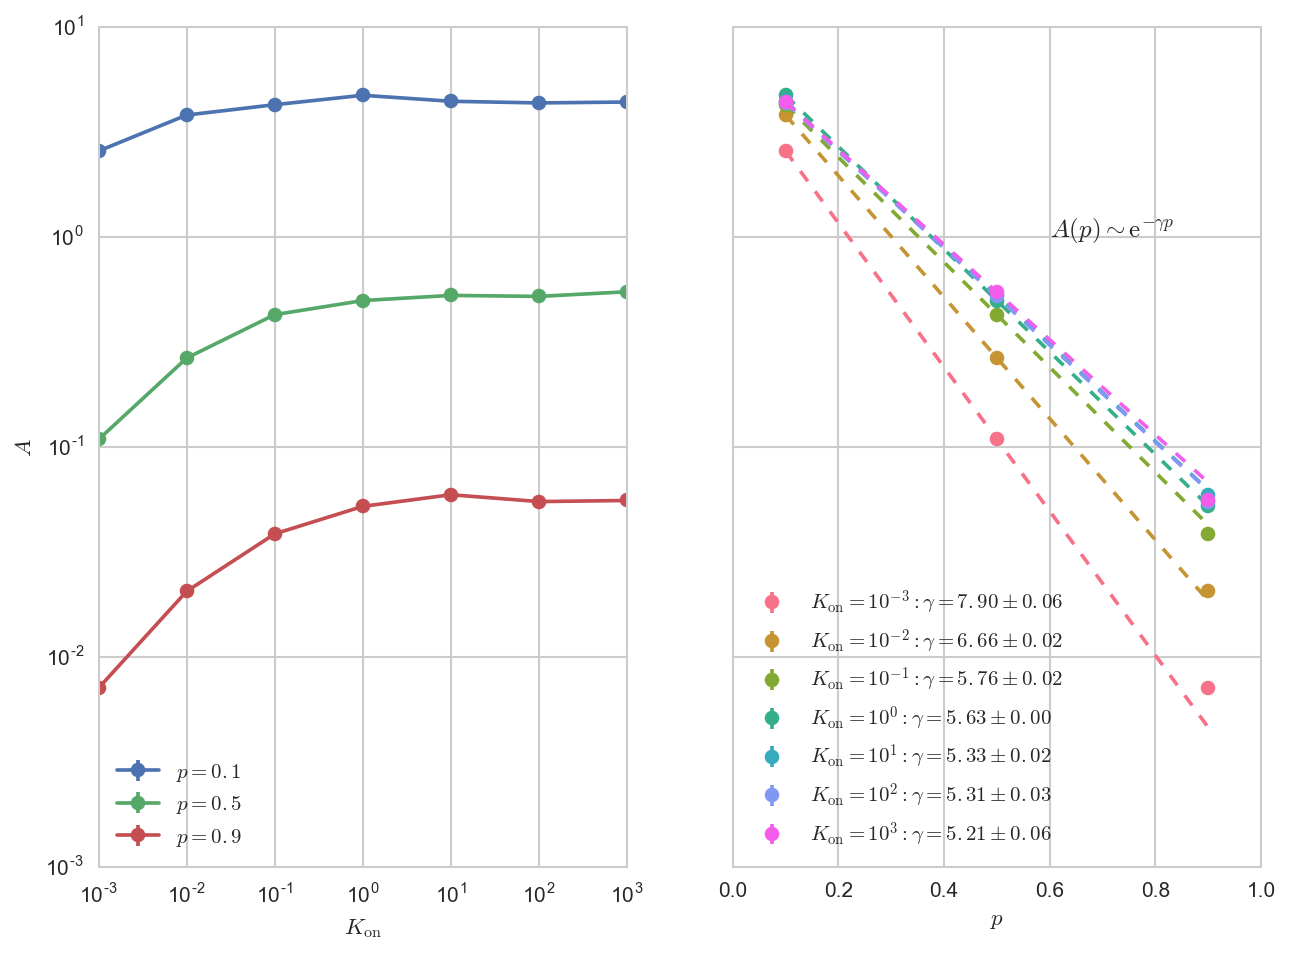 10^1
10^0
10^-1
10^-2
10^-3
A
10^-3 10^-2 10^-1 10^0 10^1 10^2 10^3
K_on
p=0.1
p=0.5
p=0.9
A(p)∼e^−γp
K_on=10^−3:γ=7.90±0.06
K_on=10^−2:γ=6.66±0.02
K_on=10^−1:γ=5.76±0.02
K_on=10^0:γ=5.63±0.00
K_on=10^1:γ=5.33±0.02
K_on=10^2:γ=5.31±0.03
K_on=10^3:γ=5.21±0.06
0.0 0.2 0.4 0.6 0.8 1.0
p